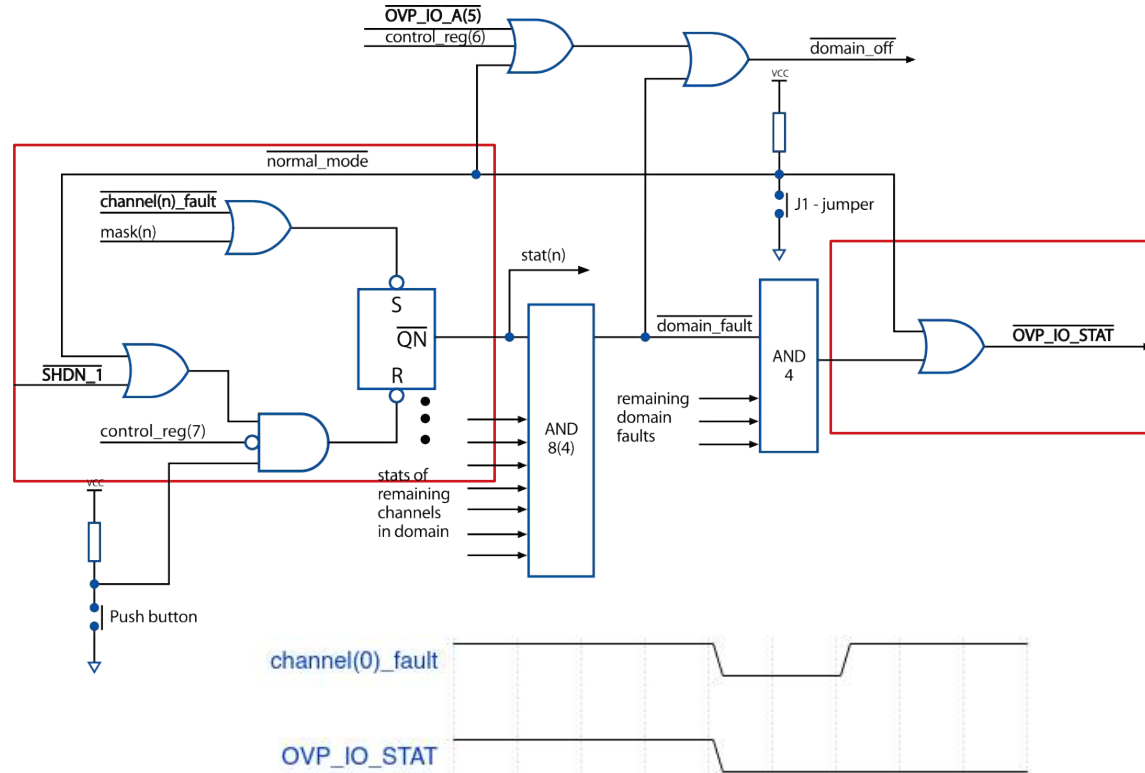 OVP_IO_A(5)
control_reg(6)
domain_off
VCC
normal_mode
channel(n)_fault
mask(n)
J1 - jumper
stat(n)
S
QN
R
domain_fault
AND
4
OVP_IO_STAT
SHDN_1
control_reg(7)
AND
8(4)
remaining
domain
faults
stats of
remaining
channels
in domain
VCC
Push button
channel(0)_fault
OVP_IO_STAT